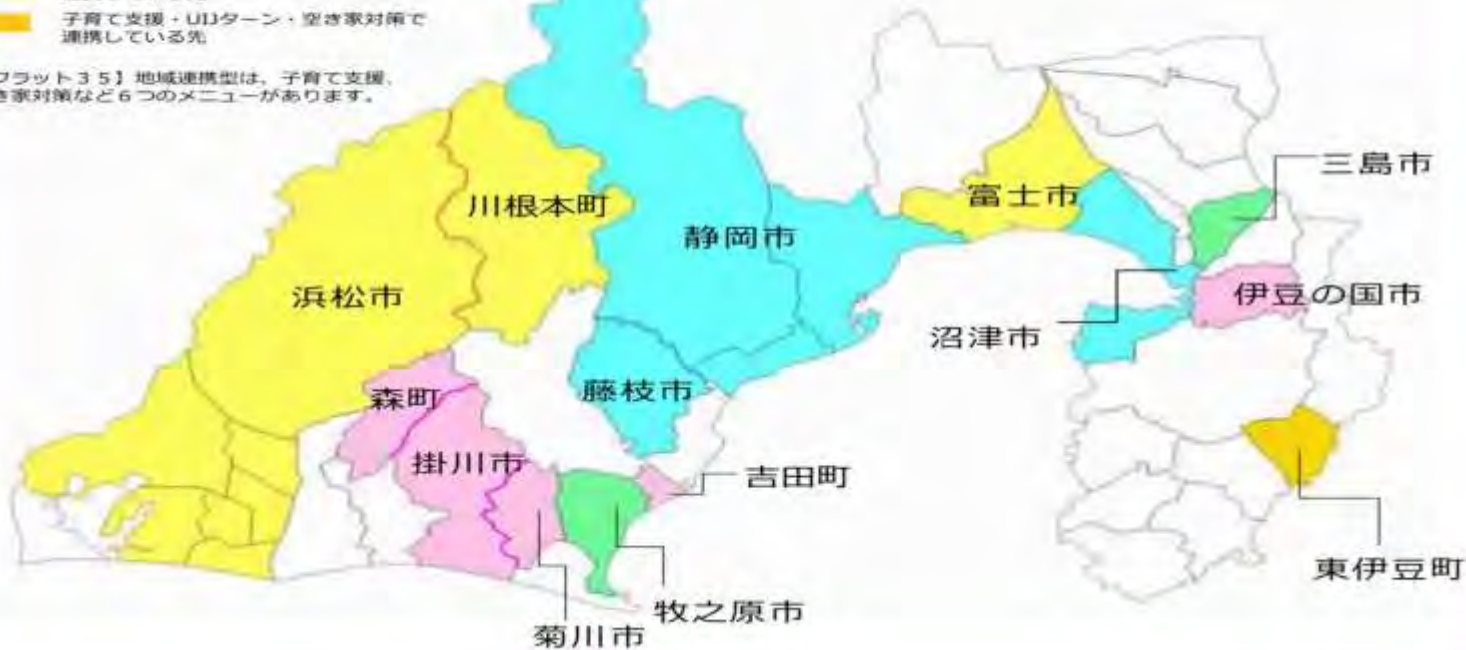 子育て支援・UIJターン・空き家対策で
連携している先
フラット35】地域連携型は、子育て支援、
き家対策など6つのメニューがあります。
三島市
富士市
川根本町
静岡市
浜松市
伊豆の国市
沼津市
藤枝市
森町
掛川市
吉田町
東伊豆町
牧之原市
菊川市